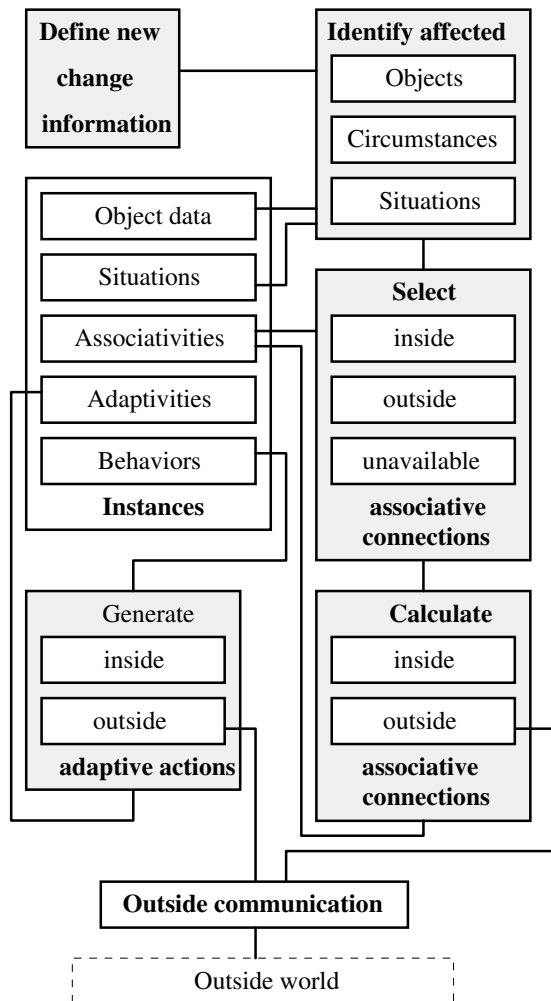 Define new
change
information
Identify affected
Objects
Circumstances
Situations
Object data
Situations
Associativities
Adaptivities
Behaviors
Instances
Select
inside
outside
unavailable
associative
connections
Generate
inside
outside
adaptive actions
Calculate
inside
outside
associative
connections
Outside communication
Outside world